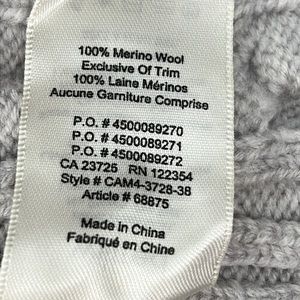 100% Merino Wool
Exclusive Of Trim
100% Laine Mérinos
Aucune Garniture Comprise
P.O. # 4500089270
P.O. # 4500089271
P.O. # 4500089272
CA 23725 RN 122354
Style # CAM4-3728-38
Article # 68875
Made in China
Fabriqué en Chine